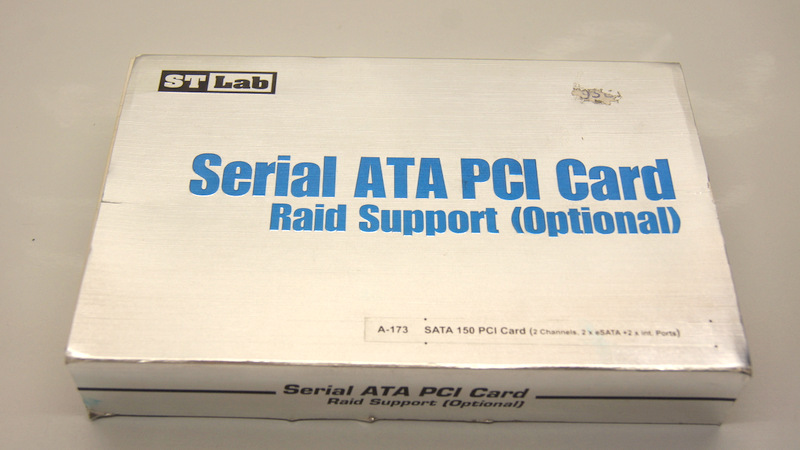 ST Lab
Serial ATA PCI Card
Raid Support (Optional)
A-173 SATA 150 PCI Card (2 Channels, 2 x eSATA +2 x Int. Ports)
Serial ATA PCI Card
Raid Support (Optional)